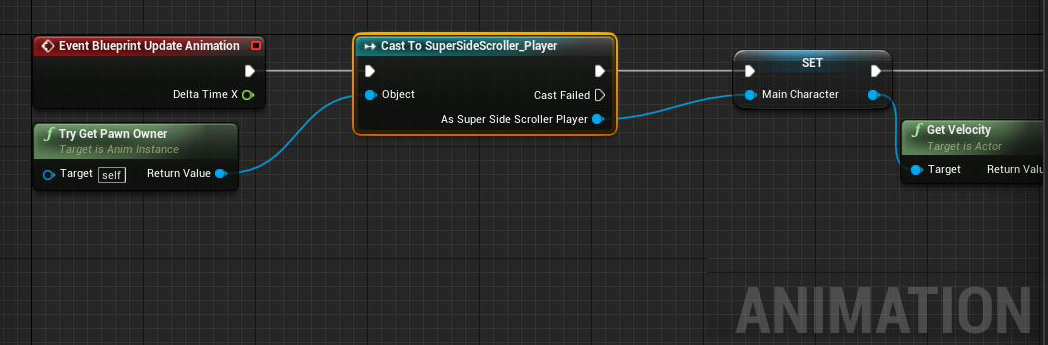 Event Blueprint Update Animation
Delta Time X
Try Get Pawn Owner
Target is Anim Instance
Target self Return Value
Cast To SuperSideScroller_Player
Object
Cast Failed
As Super Side Scroller Player
SET
Main Character
Get Velocity
Target is Actor
Target Return
ANIMATION